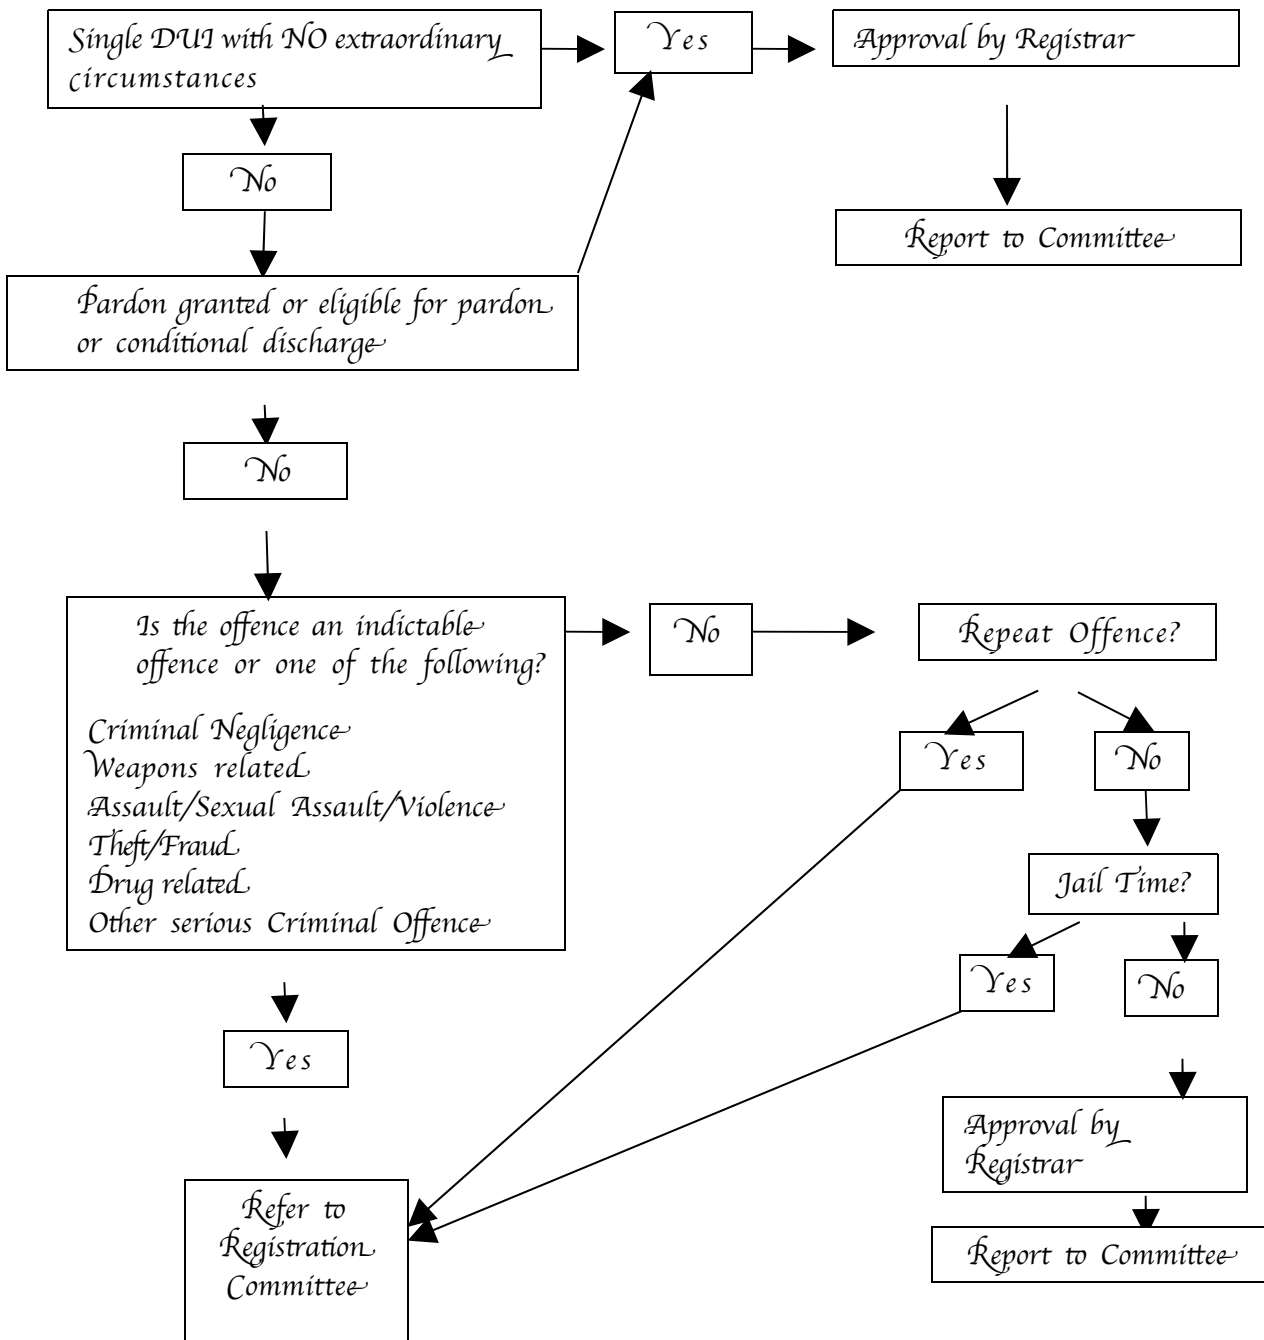 Single DUI with NO extraordinary
circumstances
Yes
Approval by Registrar
No
Report to Committee
Pardon granted or eligible for pardon
or conditional discharge
No
Is the offence an indictable
offence or one of the following?
Criminal Negligence
Weapons related
Assault/Sexual Assault/Violence
Theft/Fraud
Drug related
Other serious Criminal Offence
No
Repeat Offence?
Yes
No
Jail Time?
Yes
No
Yes
Approval by
Registrar
Report to Committee
Refer to
Registration
Committee